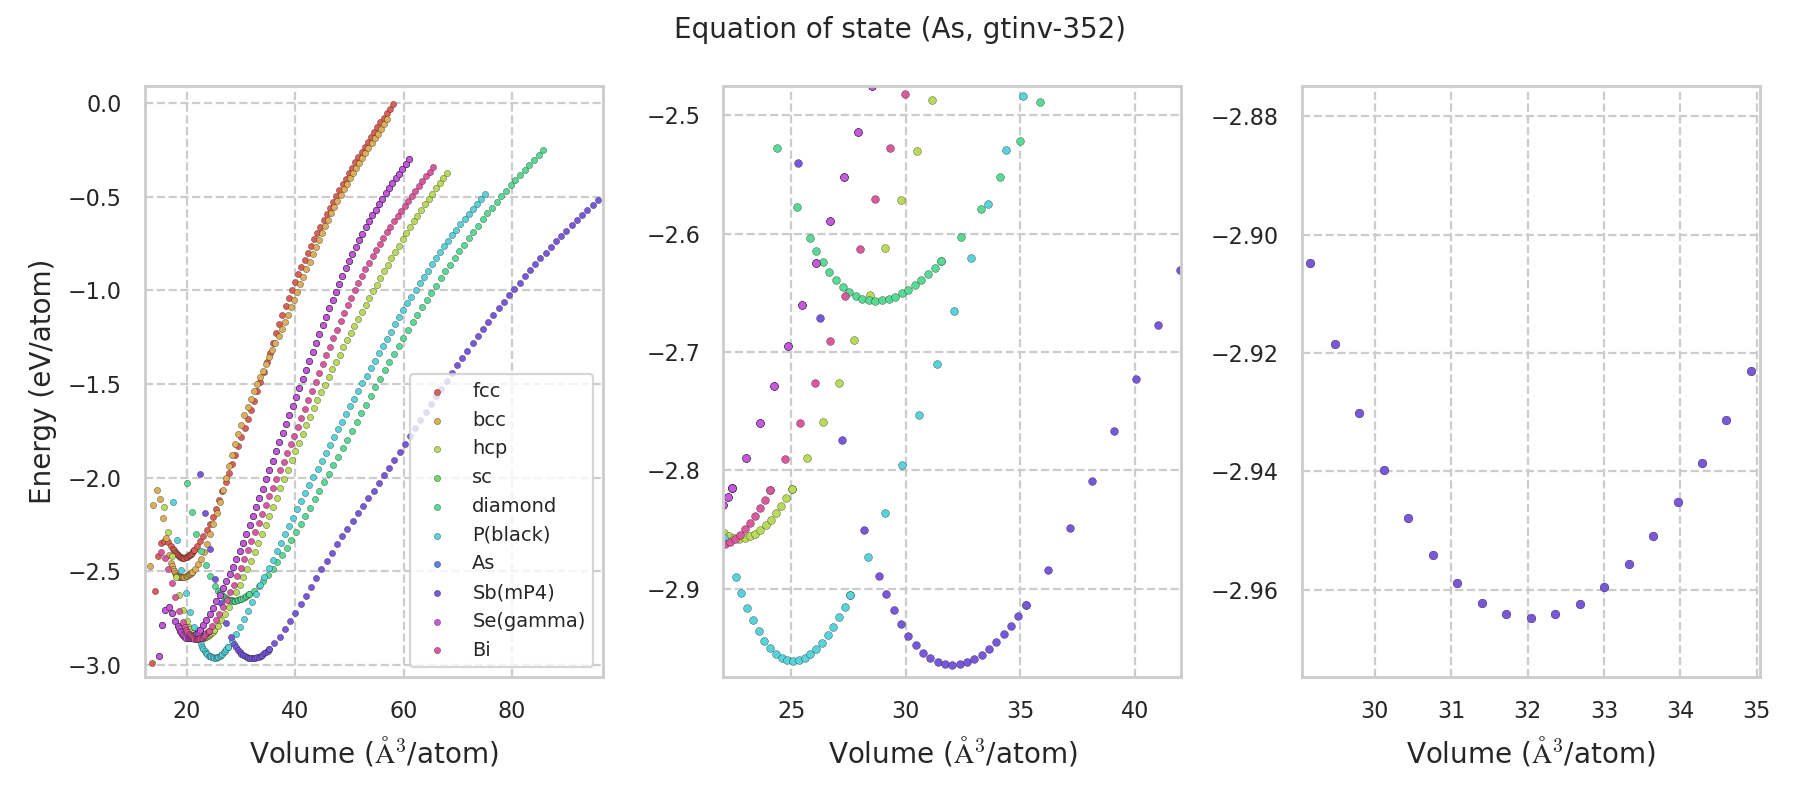 Equation of state (As, gtinv-352)
Energy (eV/atom)
0.0
−0.5
−1.0
−1.5
−2.0
−2.5
−3.0
20 40 60 80
Volume (Å³/atom)
fcc
bcc
hcp
sc
diamond
P(black)
As
Sb(mP4)
Se(gamma)
Bi
−2.5
−2.6
−2.7
−2.8
−2.9
25 30 35 40
Volume (Å³/atom)
−2.88
−2.90
−2.92
−2.94
−2.96
30 31 32 33 34 35
Volume (Å³/atom)